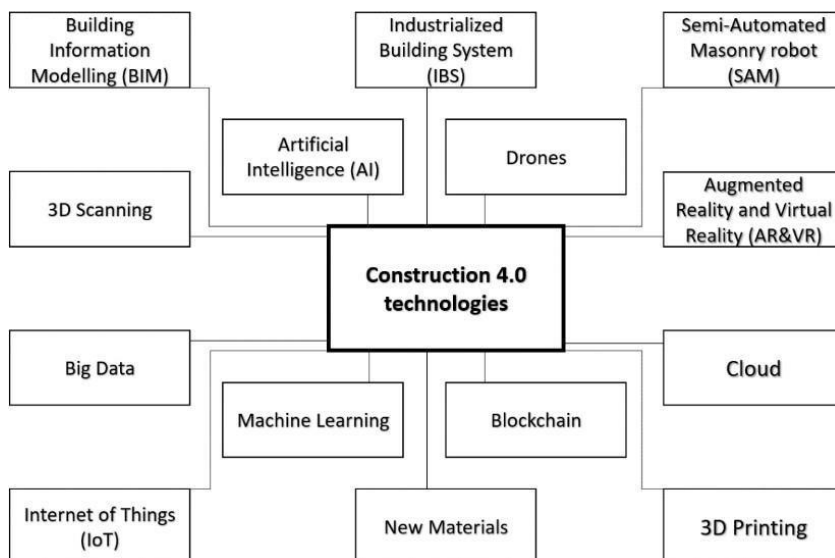 Building
Information
Modelling (BIM)
Industrialized
Building System
(IBS)
Semi-Automated
Masonry robot
(SAM)
Artificial
Intelligence (AI)
Drones
3D Scanning
Augmented
Reality and Virtual
Reality (AR&VR)
Construction 4.0
technologies
Big Data
Cloud
Machine Learning
Blockchain
Internet of Things
(IoT)
New Materials
3D Printing